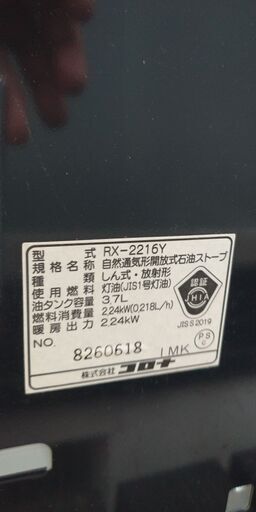 型　　　式 RX-2216Y
規格名称 自然通気形開放式石油ストーブ
種　　　類 しん式・放射形
使用燃料 灯油(JIS1号灯油)
油タンク容量 3.7L
燃料消費量 2.24kW(0.218L/h)
暖房出力 2.24kW
認証
JHIA
JIS S 2019
NO. 8260618 LMK
PS
C
株式会社 コロナ